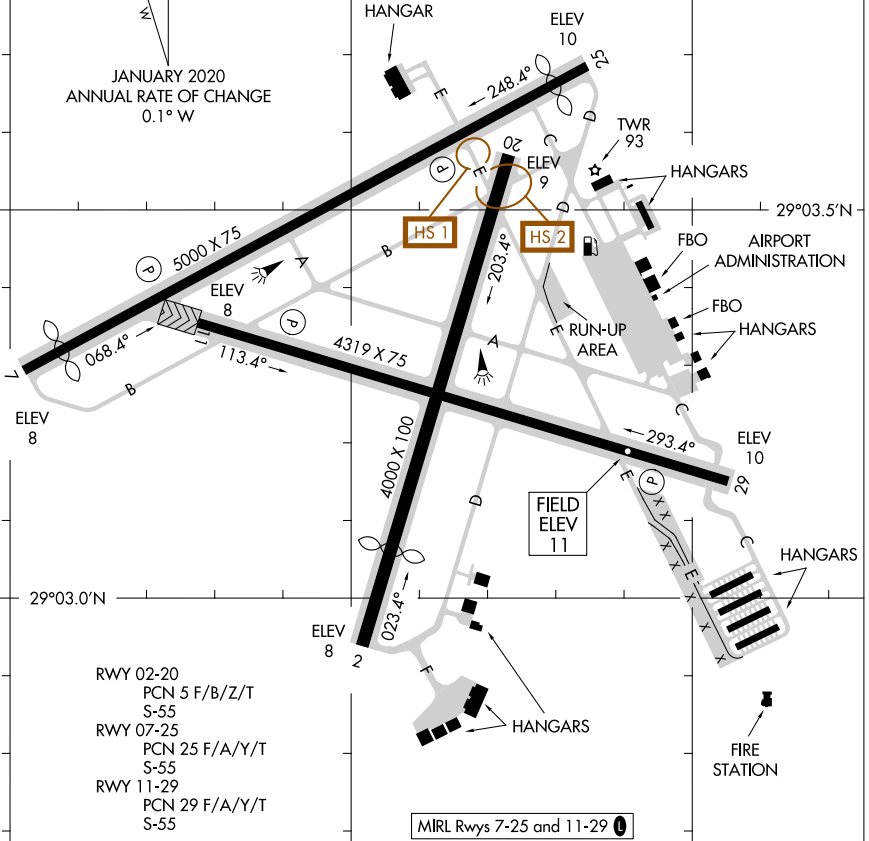 W
JANUARY 2020
ANNUAL RATE OF CHANGE
0.1° W
HANGAR
ELEV
10
25
248.4°
E
C
D
TWR
93
HANGARS
20
ELEV
9
P
E
HS 1
HS 2
D
29°03.5'N
5000 X 75
B
A
P
203.4°
FBO
AIRPORT
ADMINISTRATION
ELEV
8
P
FBO
HANGARS
RUN-UP
AREA
E
068.4°
11
113.4°
4319 X 75
A
7
B
ELEV
8
C
293.4°
ELEV
10
29
4000 X 100
P
E
D
FIELD
ELEV
11
X
X
X
X
X
X
X
E
C
HANGARS
29°03.0'N
023.4°
ELEV
8
2
F
RWY 02-20
PCN 5 F/B/Z/T
S-55
RWY 07-25
PCN 25 F/A/Y/T
S-55
RWY 11-29
PCN 29 F/A/Y/T
S-55
HANGARS
FIRE
STATION
MIRL Rwys 7-25 and 11-29 L